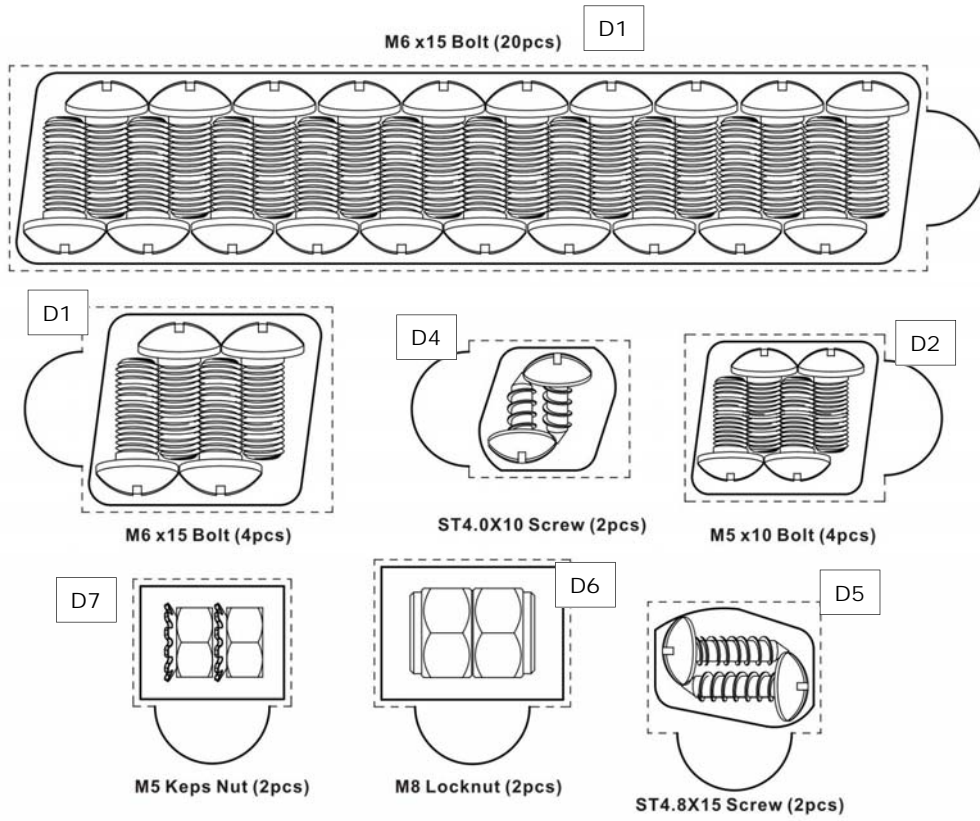 M6 x15 Bolt (20pcs)
D1
D1
M6 x15 Bolt (4pcs)
D4
ST4.0X10 Screw (2pcs)
D2
M5 x10 Bolt (4pcs)
D7
M5 Keps Nut (2pcs)
D6
M8 Locknut (2pcs)
D5
ST4.8X15 Screw (2pcs)